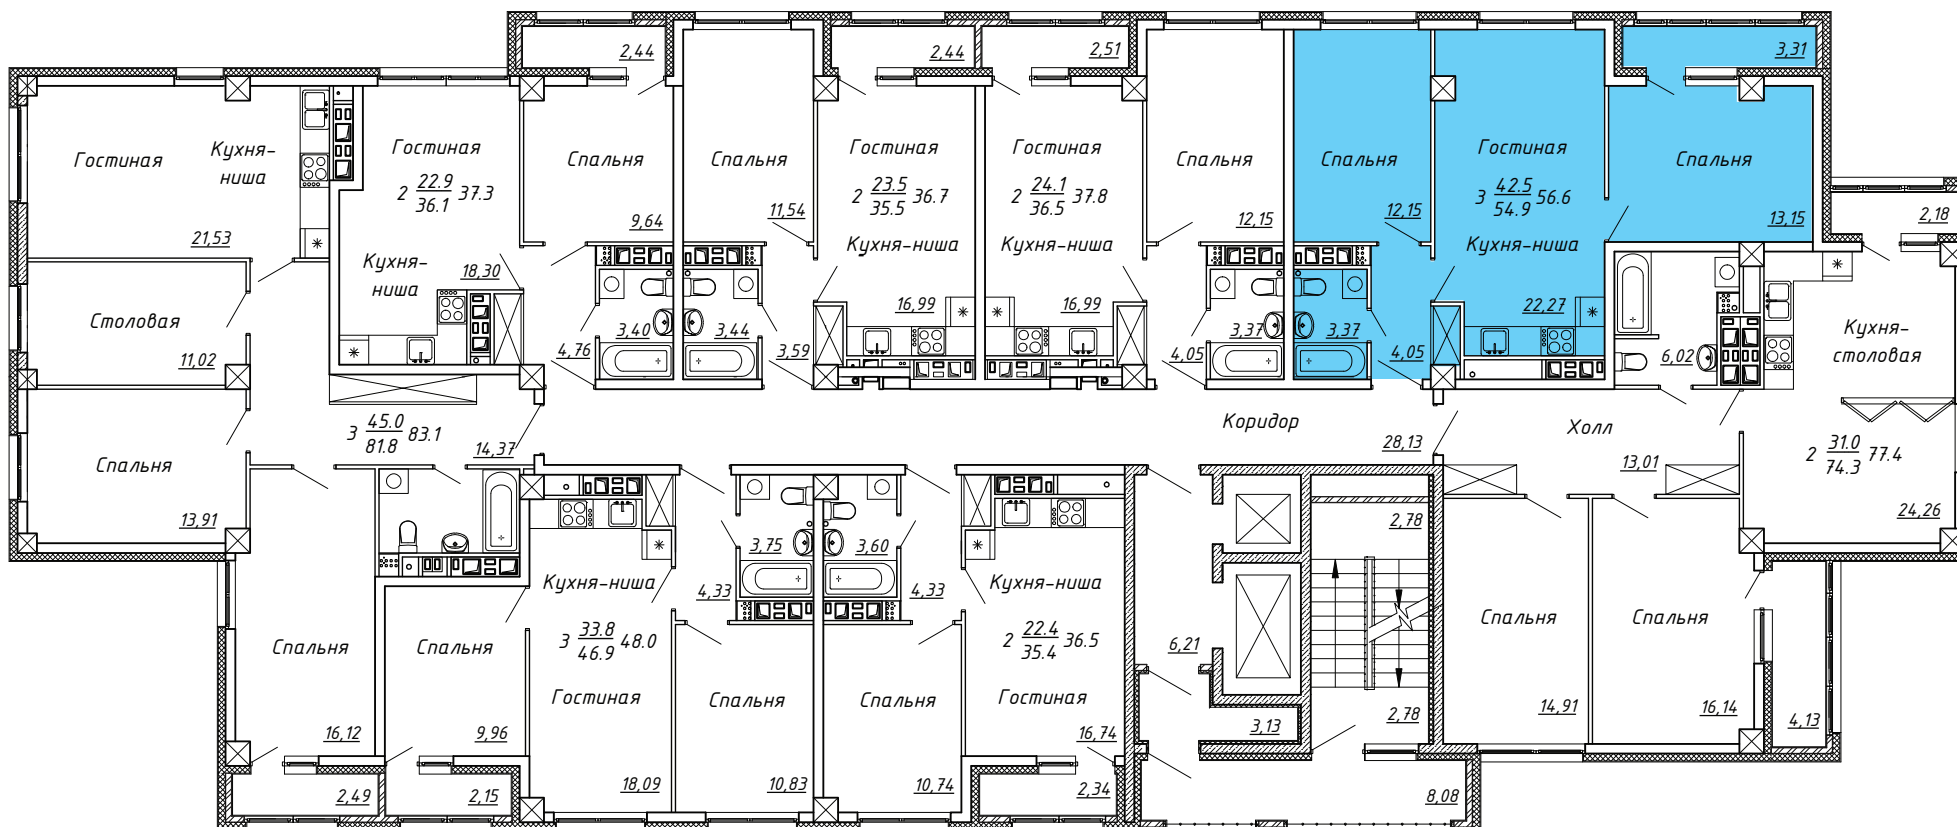 2,44
2,44
2,51
3,31
Гостиная
Кухня-
ниша
21,53
Гостиная
2 22.9 37.3
36.1
Кухня-
ниша
18,30
Спальня
9,64
Спальня
11,54
Гостиная
2 23.5 36.7
35.5
Кухня-ниша
16,99
Гостиная
2 24.1 37.8
36.5
Кухня-ниша
16,99
Спальня
12,15
Спальня
12,15
Гостиная
3 42.5 56.6
54.9
Кухня-ниша
22,27
Спальня
13,15
2,18
Столовая
11,02
4,76
3,40
3,44
3,59
4,05
3,37
3,37
4,05
6,02
Кухня-
столовая
3 45.0 83.1
81.8
14,37
Коридор
28,13
Холл
13,01
2 31.0 77.4
74.3
24,26
Спальня
13,91
Спальня
16,12
Спальня
9,96
Кухня-ниша
3 33.8 48.0
46.9
Гостиная
18,09
4,33
3,75
3,60
4,33
Спальня
10,83
Спальня
10,74
Кухня-ниша
2 22.4 36.5
35.4
Гостиная
16,74
6,21
3,13
2,78
2,78
Спальня
14,91
Спальня
16,14
4,13
2,49
2,15
2,34
8,08